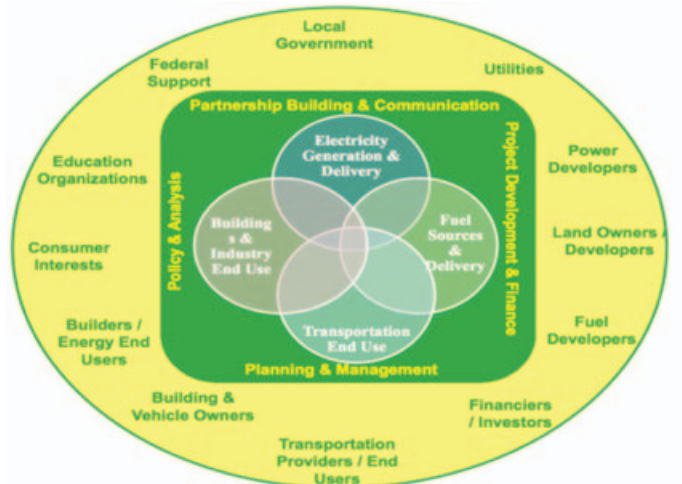 Local
Government
Federal
Support
Utilities
Partnership Building & Communication
Electricity
Generation &
Delivery
Education
Organizations
Power
Developers
Policy & Analysis
Project Development & Finance
Building
s &
Industry
End Use
Fuel
Sources
&
Delivery
Consumer
Interests
Land Owners /
Developers
Builders /
Energy End
Users
Fuel
Developers
Transportation
End Use
Planning & Management
Building &
Vehicle Owners
Financiers
/ Investors
Transportation
Providers / End
Users